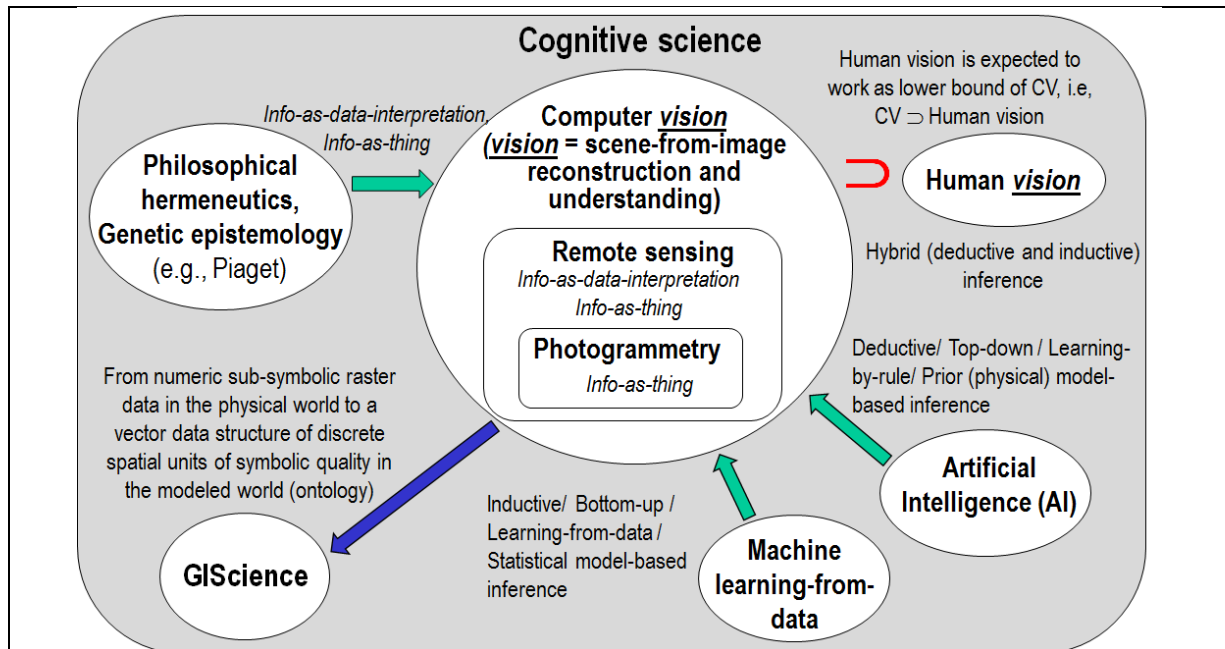 Cognitive science
Human vision is expected to
work as lower bound of CV, i.e,
CV ⊃ Human vision
Info-as-data-interpretation,
Info-as-thing
Computer vision
(vision = scene-from-image
reconstruction and
understanding)
Philosophical
hermeneutics,
Genetic epistemology
(e.g., Piaget)
Human vision
Remote sensing
Info-as-data-interpretation
Info-as-thing
Hybrid (deductive and inductive)
inference
Photogrammetry
Info-as-thing
Deductive/ Top-down / Learning-
by-rule/ Prior (physical) model-
based inference
From numeric sub-symbolic raster
data in the physical world to a
vector data structure of discrete
spatial units of symbolic quality in
the modeled world (ontology)
Artificial
Intelligence (AI)
Inductive/ Bottom-up /
Learning-from-data /
Statistical model-based
inference
Machine
learning-from-
data
GIScience